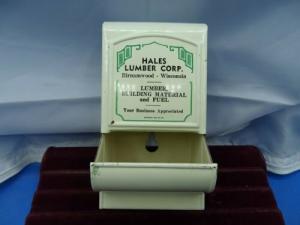 HALES
LUMBER CORP.
Birnamwood - Wisconsin
LUMBER
BUILDING MATERIAL
and FUEL
Your Business Appreciated